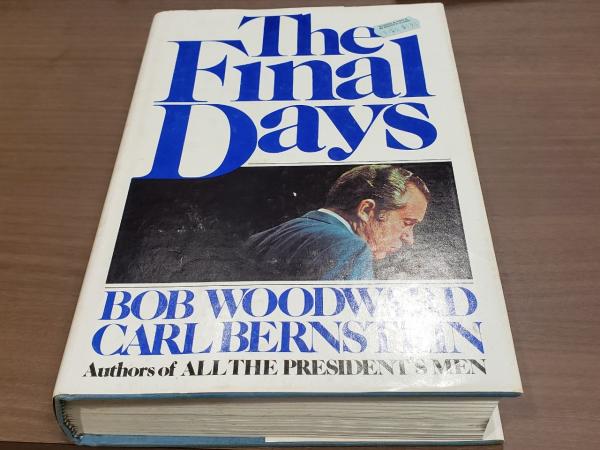 The
Final
Days
BOB WOODWARD
CARL BERNSTEIN
Authors of ALL THE PRESIDENT'S MEN